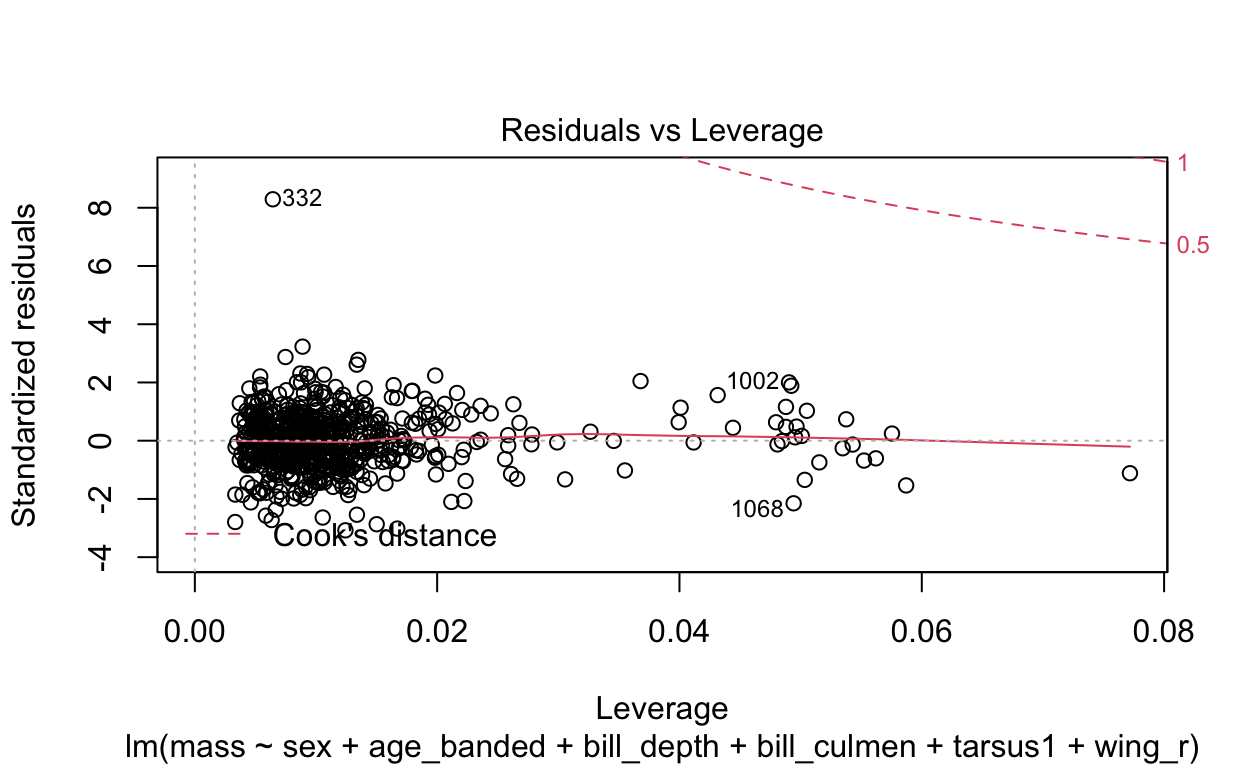 Residuals vs Leverage
Standardized residuals
8
6
4
2
0
-2
-4
332
1002
1068
1
0.5
Cook's distance
0.00 0.02 0.04 0.06 0.08
Leverage
lm(mass ~ sex + age_banded + bill_depth + bill_culmen + tarsus1 + wing_r)